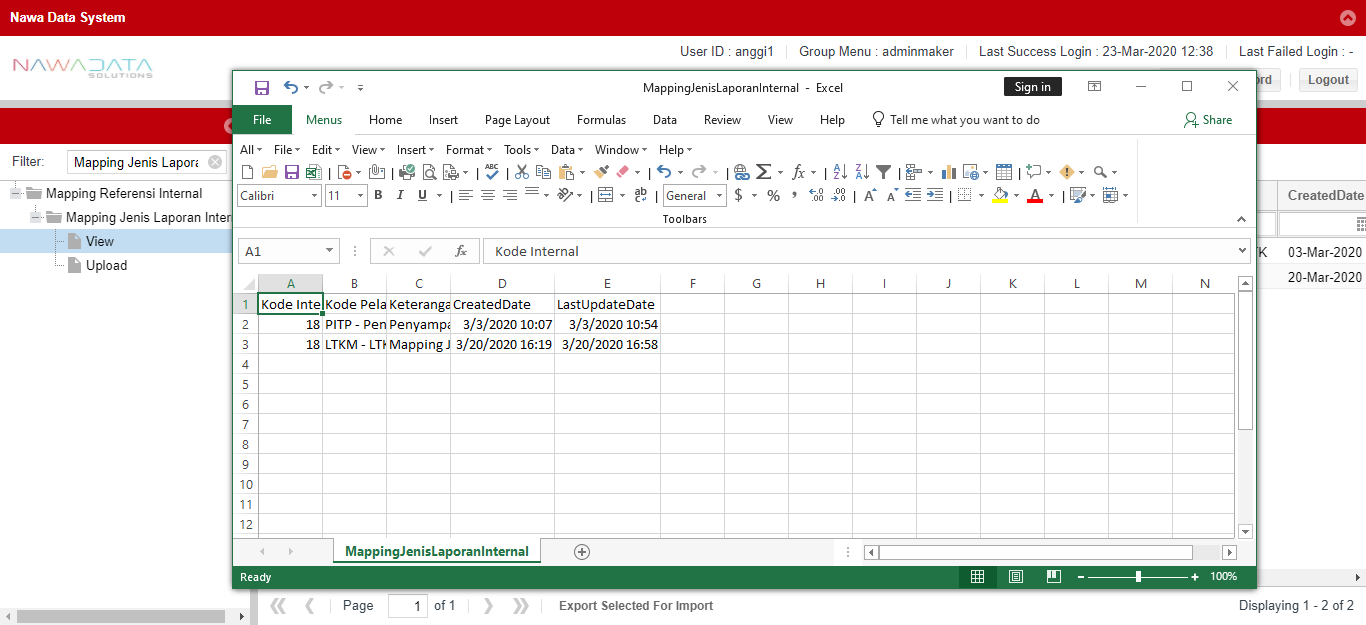 Nawa Data System
NAWADATA
SOLUTIONS
User ID : anggi1 Group Menu : adminmaker Last Success Login : 23-Mar-2020 12:38 Last Failed Login : -
Logout
Filter: Mapping Jenis Lapora
Mapping Referensi Internal
Mapping Jenis Laporan Inter
View
Upload
MappingJenisLaporanInternal - Excel
Sign in
File Menus Home Insert Page Layout Formulas Data Review View Help Tell me what you want to do Share
All File Edit View Insert Format Tools Data Window Help
Calibri 11 B I U General $ % ,
Toolbars
A1 fx Kode Internal
A B C D E F G H I J K L M N
1 Kode Inte Kode Pela Keteranga CreatedDate LastUpdateDate
2 18 PITP - Pen Penyampa 3/3/2020 10:07 3/3/2020 10:54
3 18 LTKM - LTK Mapping J 3/20/2020 16:19 3/20/2020 16:58
4
5
6
7
8
9
10
11
12
MappingJenisLaporanInternal
Ready 100%
CreatedDate
TK 03-Mar-2020
20-Mar-2020
Page 1 of 1 Export Selected For Import Displaying 1 - 2 of 2